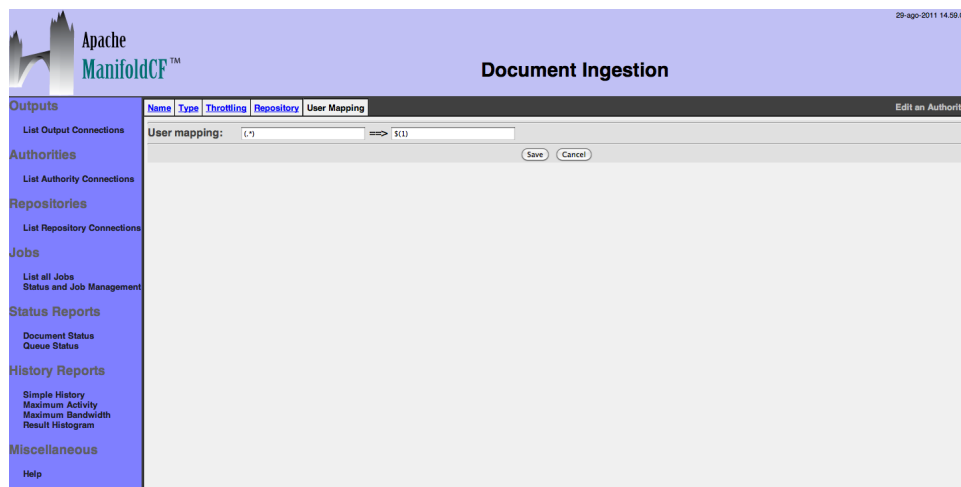 29-ago-2011 14.59.
Apache
ManifoldCF™
Document Ingestion
Outputs
List Output Connections
Authorities
List Authority Connections
Repositories
List Repository Connections
Jobs
List all Jobs
Status and Job Management
Status Reports
Document Status
Queue Status
History Reports
Simple History
Maximum Activity
Maximum Bandwidth
Result Histogram
Miscellaneous
Help
Name Type Throttling Repository User Mapping
Edit an Authorit
User mapping: (.*) ==> $(1)
Save Cancel